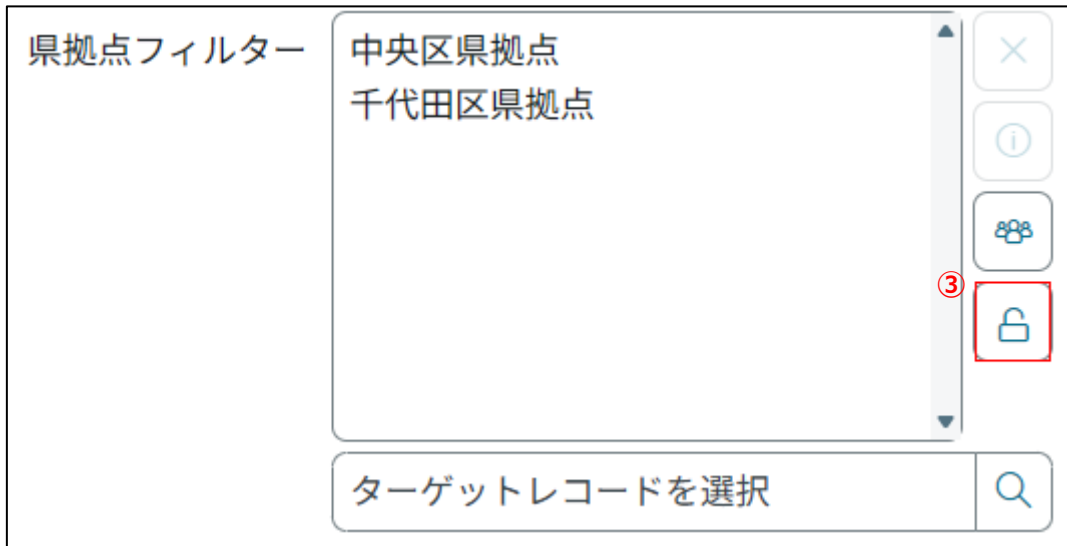 県拠点フィルター
中央区県拠点
千代田区県拠点
③
ターゲットレコードを選択